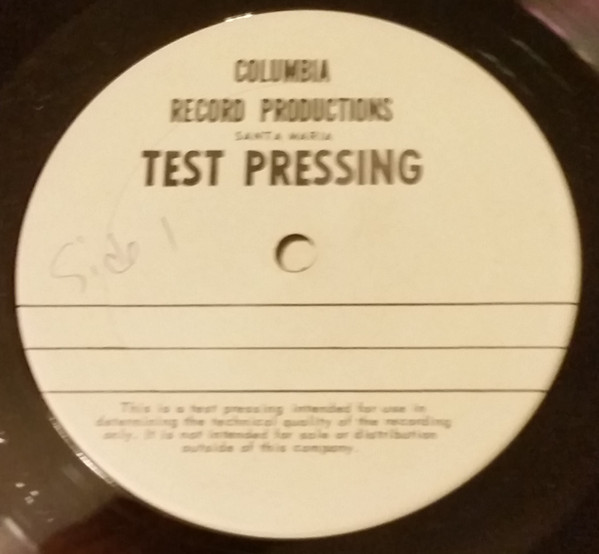 COLUMBIA
RECORD PRODUCTIONS
SANTA MARIA
TEST PRESSING
Side 1
This is a test pressing intended for use in
determining the technical quality of the recording
only. It is not intended for sale or distribution
outside of this company.